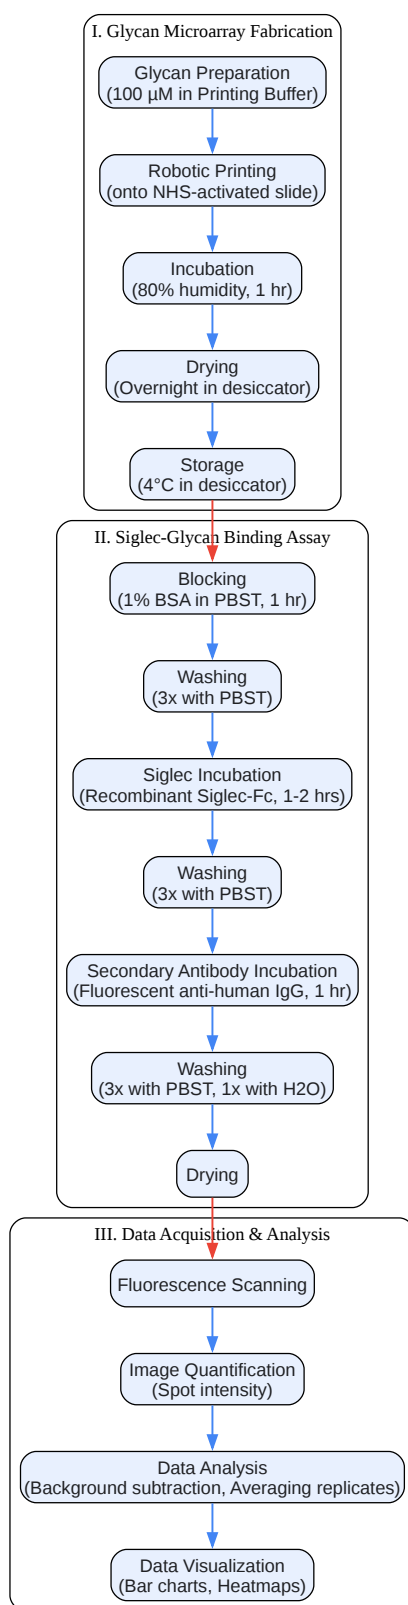 I. Glycan Microarray Fabrication
Glycan Preparation
(100 µM in Printing Buffer)
Robotic Printing
(onto NHS-activated slide)
Incubation
(80% humidity, 1 hr)
Drying
(Overnight in desiccator)
Storage
(4°C in desiccator)
II. Siglec-Glycan Binding Assay
Blocking
(1% BSA in PBST, 1 hr)
Washing
(3x with PBST)
Siglec Incubation
(Recombinant Siglec-Fc, 1-2 hrs)
Washing
(3x with PBST)
Secondary Antibody Incubation
(Fluorescent anti-human IgG, 1 hr)
Washing
(3x with PBST, 1x with H2O)
Drying
III. Data Acquisition & Analysis
Fluorescence Scanning
Image Quantification
(Spot intensity)
Data Analysis
(Background subtraction, Averaging replicates)
Data Visualization
(Bar charts, Heatmaps)